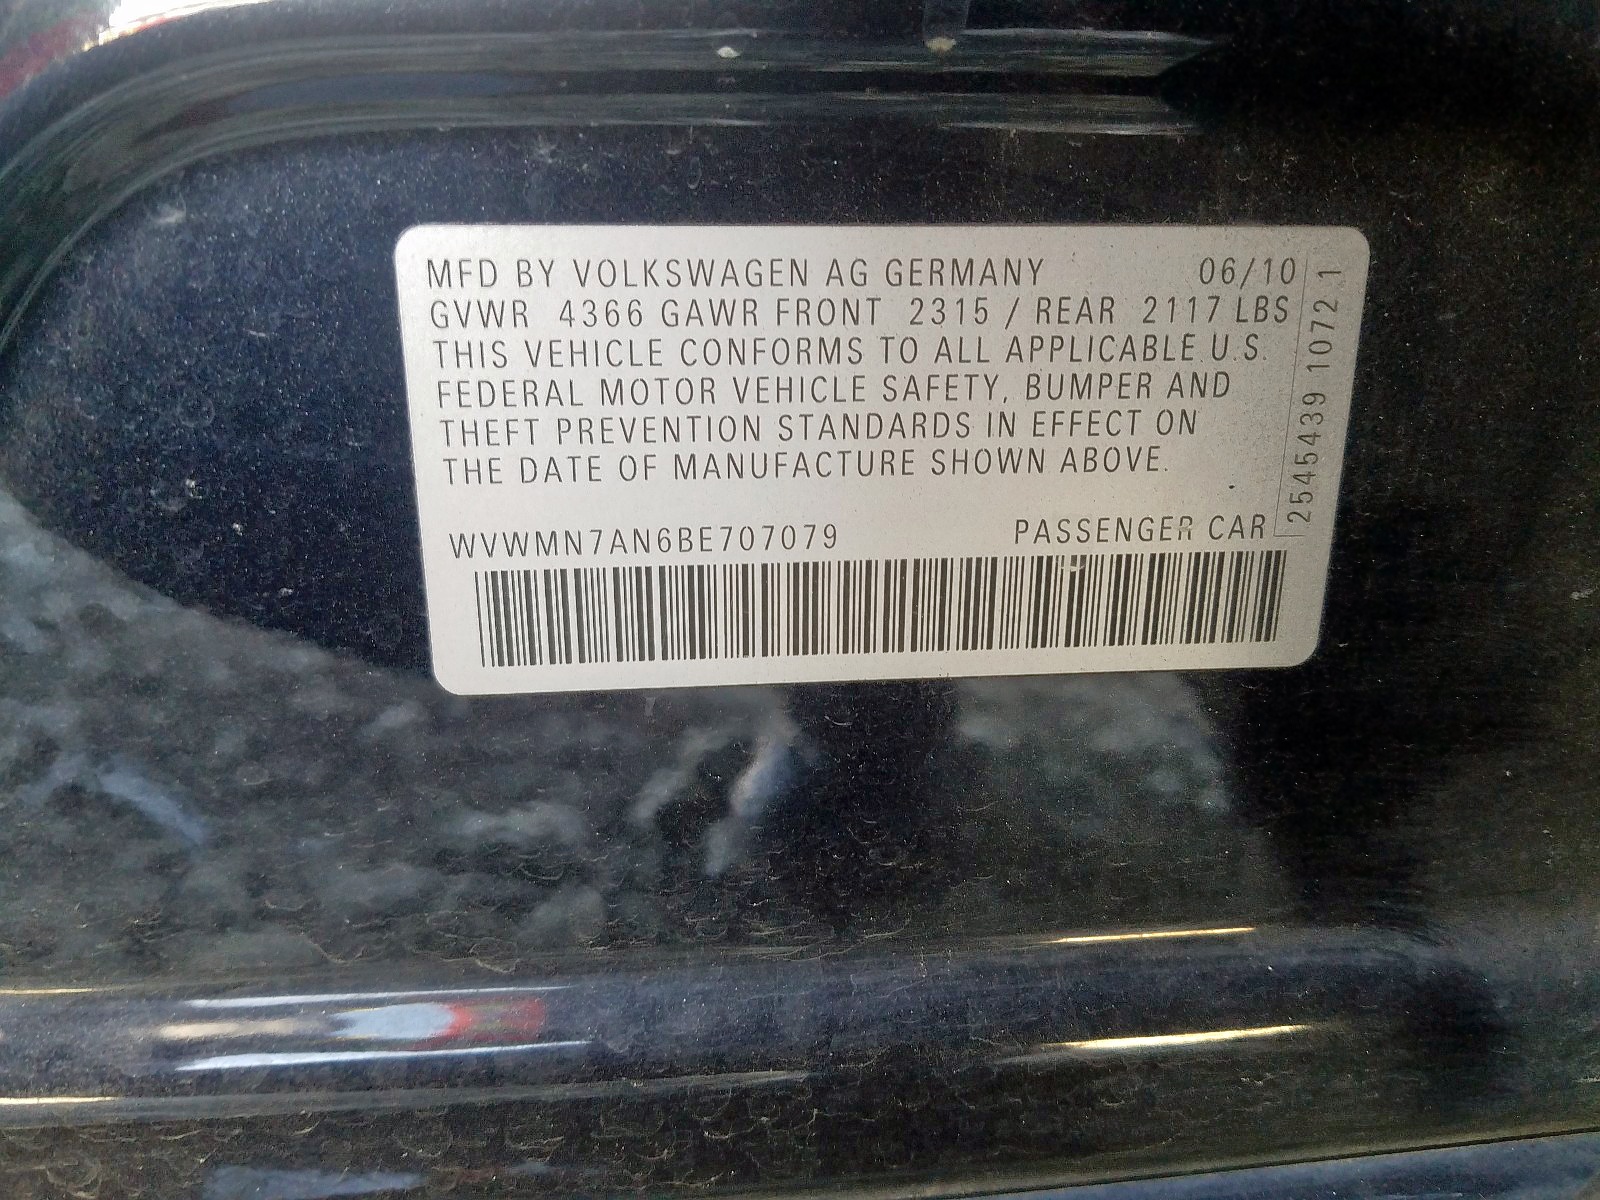 MFD BY VOLKSWAGEN AG GERMANY 06/10
GVWR 4366 GAWR FRONT 2315 / REAR 2117 LBS
THIS VEHICLE CONFORMS TO ALL APPLICABLE U.S.
FEDERAL MOTOR VEHICLE SAFETY, BUMPER AND
THEFT PREVENTION STANDARDS IN EFFECT ON
THE DATE OF MANUFACTURE SHOWN ABOVE.
WVWMN7AN6BE707079 PASSENGER CAR
2545439 1072 1